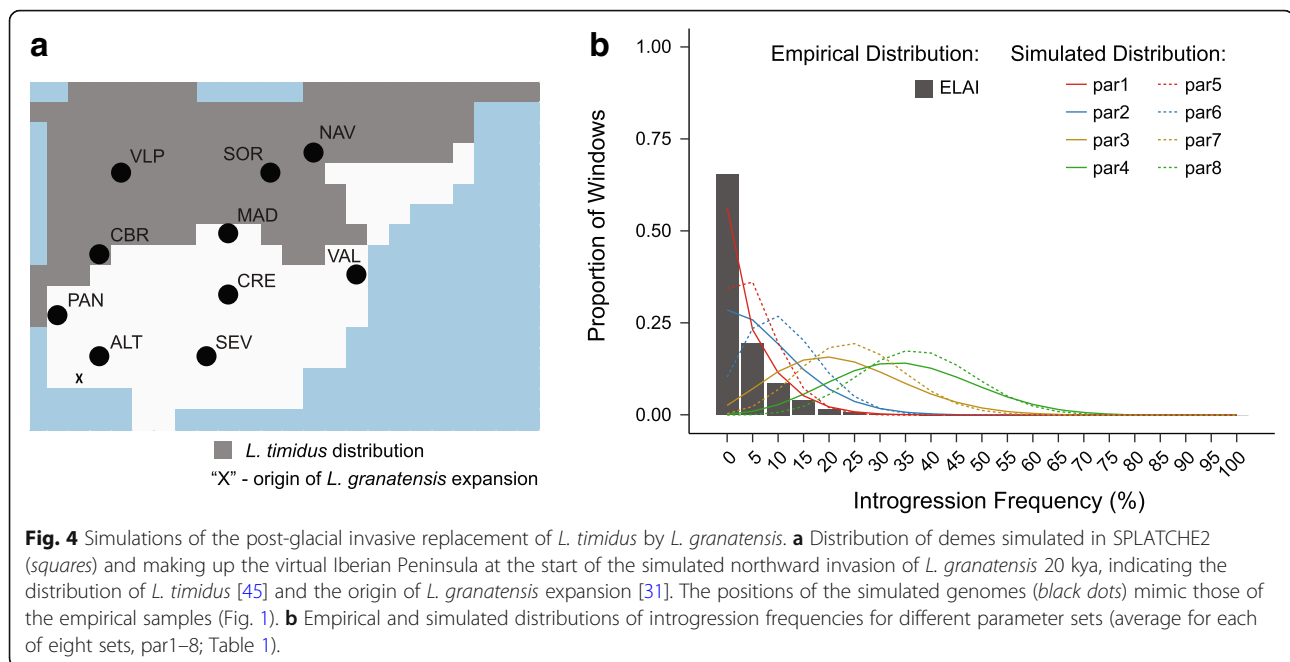 a
NAV
VLP
SOR
MAD
CBR
VAL
CRE
PAN
ALT
SEV
x
L. timidus distribution
"X" - origin of L. granatensis expansion
b
Empirical Distribution:
ELAI
Simulated Distribution:
par1
par5
par2
par6
par3
par7
par4
par8
Proportion of Windows
1.00
0.75
0.50
0.25
0.00
0 5 10 15 20 25 30 35 40 45 50 55 60 65 70 75 80 85 90 95 100
Introgression Frequency (%)
Fig. 4 Simulations of the post-glacial invasive replacement of L. timidus by L. granatensis. a Distribution of demes simulated in SPLATCHE2
(squares) and making up the virtual Iberian Peninsula at the start of the simulated northward invasion of L. granatensis 20 kya, indicating the
distribution of L. timidus [45] and the origin of L. granatensis expansion [31]. The positions of the simulated genomes (black dots) mimic those of
the empirical samples (Fig. 1). b Empirical and simulated distributions of introgression frequencies for different parameter sets (average for each
of eight sets, par1–8; Table 1).